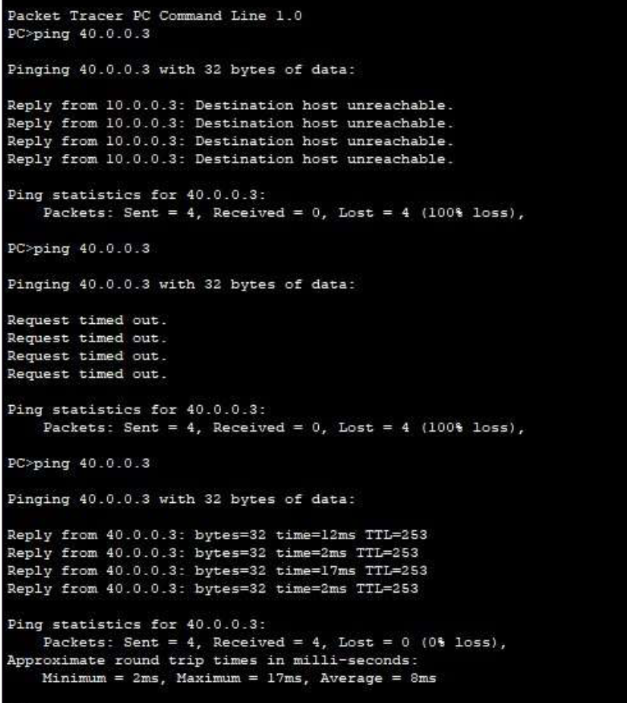 Packet Tracer PC Command Line 1.0
PC>ping 40.0.0.3
Pinging 40.0.0.3 with 32 bytes of data:
Reply from 10.0.0.3: Destination host unreachable.
Reply from 10.0.0.3: Destination host unreachable.
Reply from 10.0.0.3: Destination host unreachable.
Reply from 10.0.0.3: Destination host unreachable.
Ping statistics for 40.0.0.3:
Packets: Sent = 4, Received = 0, Lost = 4 (100% loss),
PC>ping 40.0.0.3
Pinging 40.0.0.3 with 32 bytes of data:
Request timed out.
Request timed out.
Request timed out.
Request timed out.
Ping statistics for 40.0.0.3:
Packets: Sent = 4, Received = 0, Lost = 4 (100% loss),
PC>ping 40.0.0.3
Pinging 40.0.0.3 with 32 bytes of data:
Reply from 40.0.0.3: bytes=32 time=12ms TTL=253
Reply from 40.0.0.3: bytes=32 time=2ms TTL=253
Reply from 40.0.0.3: bytes=32 time=17ms TTL=253
Reply from 40.0.0.3: bytes=32 time=2ms TTL=253
Ping statistics for 40.0.0.3:
Packets: Sent = 4, Received = 4, Lost = 0 (0% loss),
Approximate round trip times in milli-seconds:
Minimum = 2ms, Maximum = 17ms, Average = 8ms